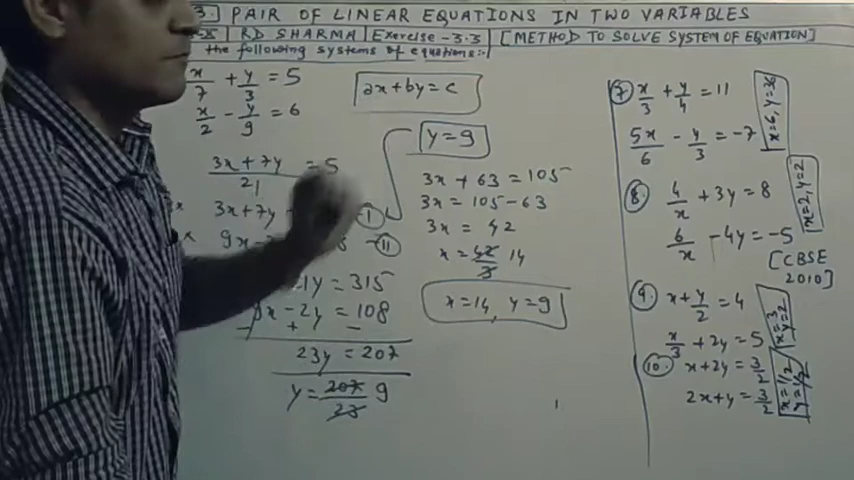 3. PAIR OF LINEAR EQUATIONS IN TWO VARIABLES
RD SHARMA | Exercise-3.3 | [METHOD TO SOLVE SYSTEM OF EQUATION]
the following systems of equations:-
x/7 + y/3 = 5
x/2 - y/9 = 6
3x+7y / 21 = 5
3x+7y
-I
9x
-II
1y = 315
x - 2y = 108
- + -
23y = 207
y = 207/23 9
ax+by=c
y=9
3x + 63 = 105
3x = 105-63
3x = 42
x = 42/3 14
x=14, y=9
7 x/3 + y/4 = 11
5x/6 - y/3 = -7
x=6, y=36
8 4/x + 3y = 8
6/x - 4y = -5
x=2, y=2
[CBSE 2010]
9. x + y/2 = 4
x/3 + 2y = 5
x=3 y=2
10. x+2y = 3/2
2x+y = 3/2
x=1/2 y=1/2